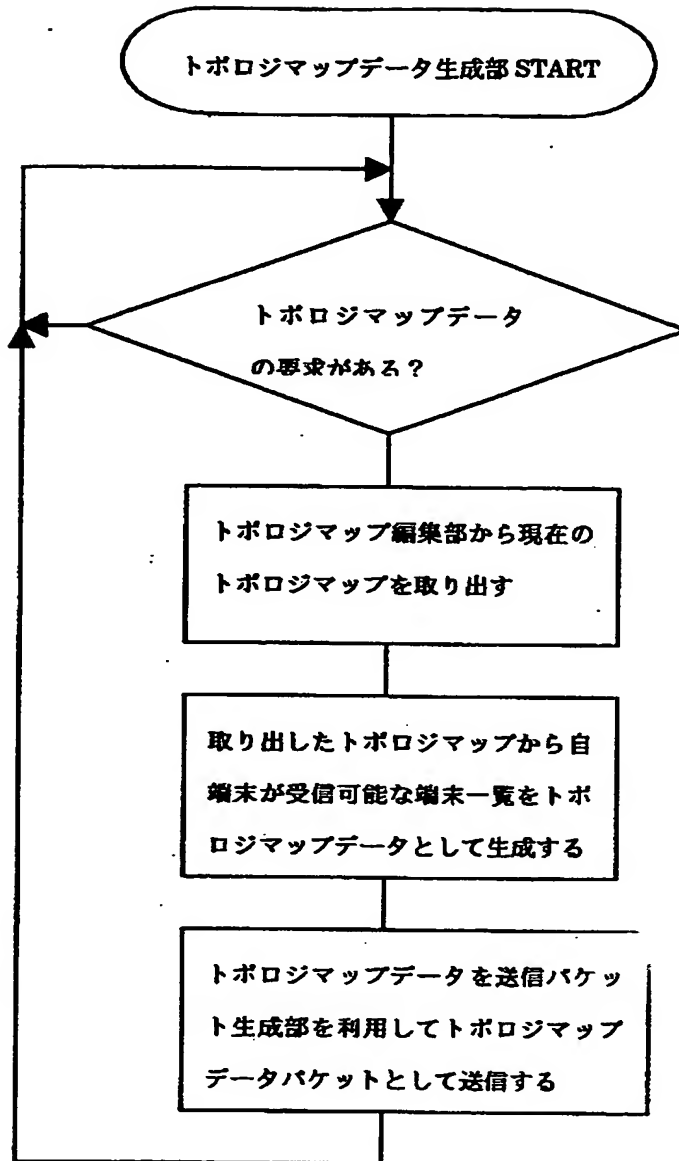 トポロジマップデータ生成部 START
トポロジマップデータ
の要求がある?
トポロジマップ編集部から現在の
トポロジマップを取り出す
取り出したトポロジマップから自
端末が受信可能な端末一覧をトポ
ロジマップデータとして生成する
トポロジマップデータを送信パケッ
ト生成部を利用してトポロジマップ
データパケットとして送信する